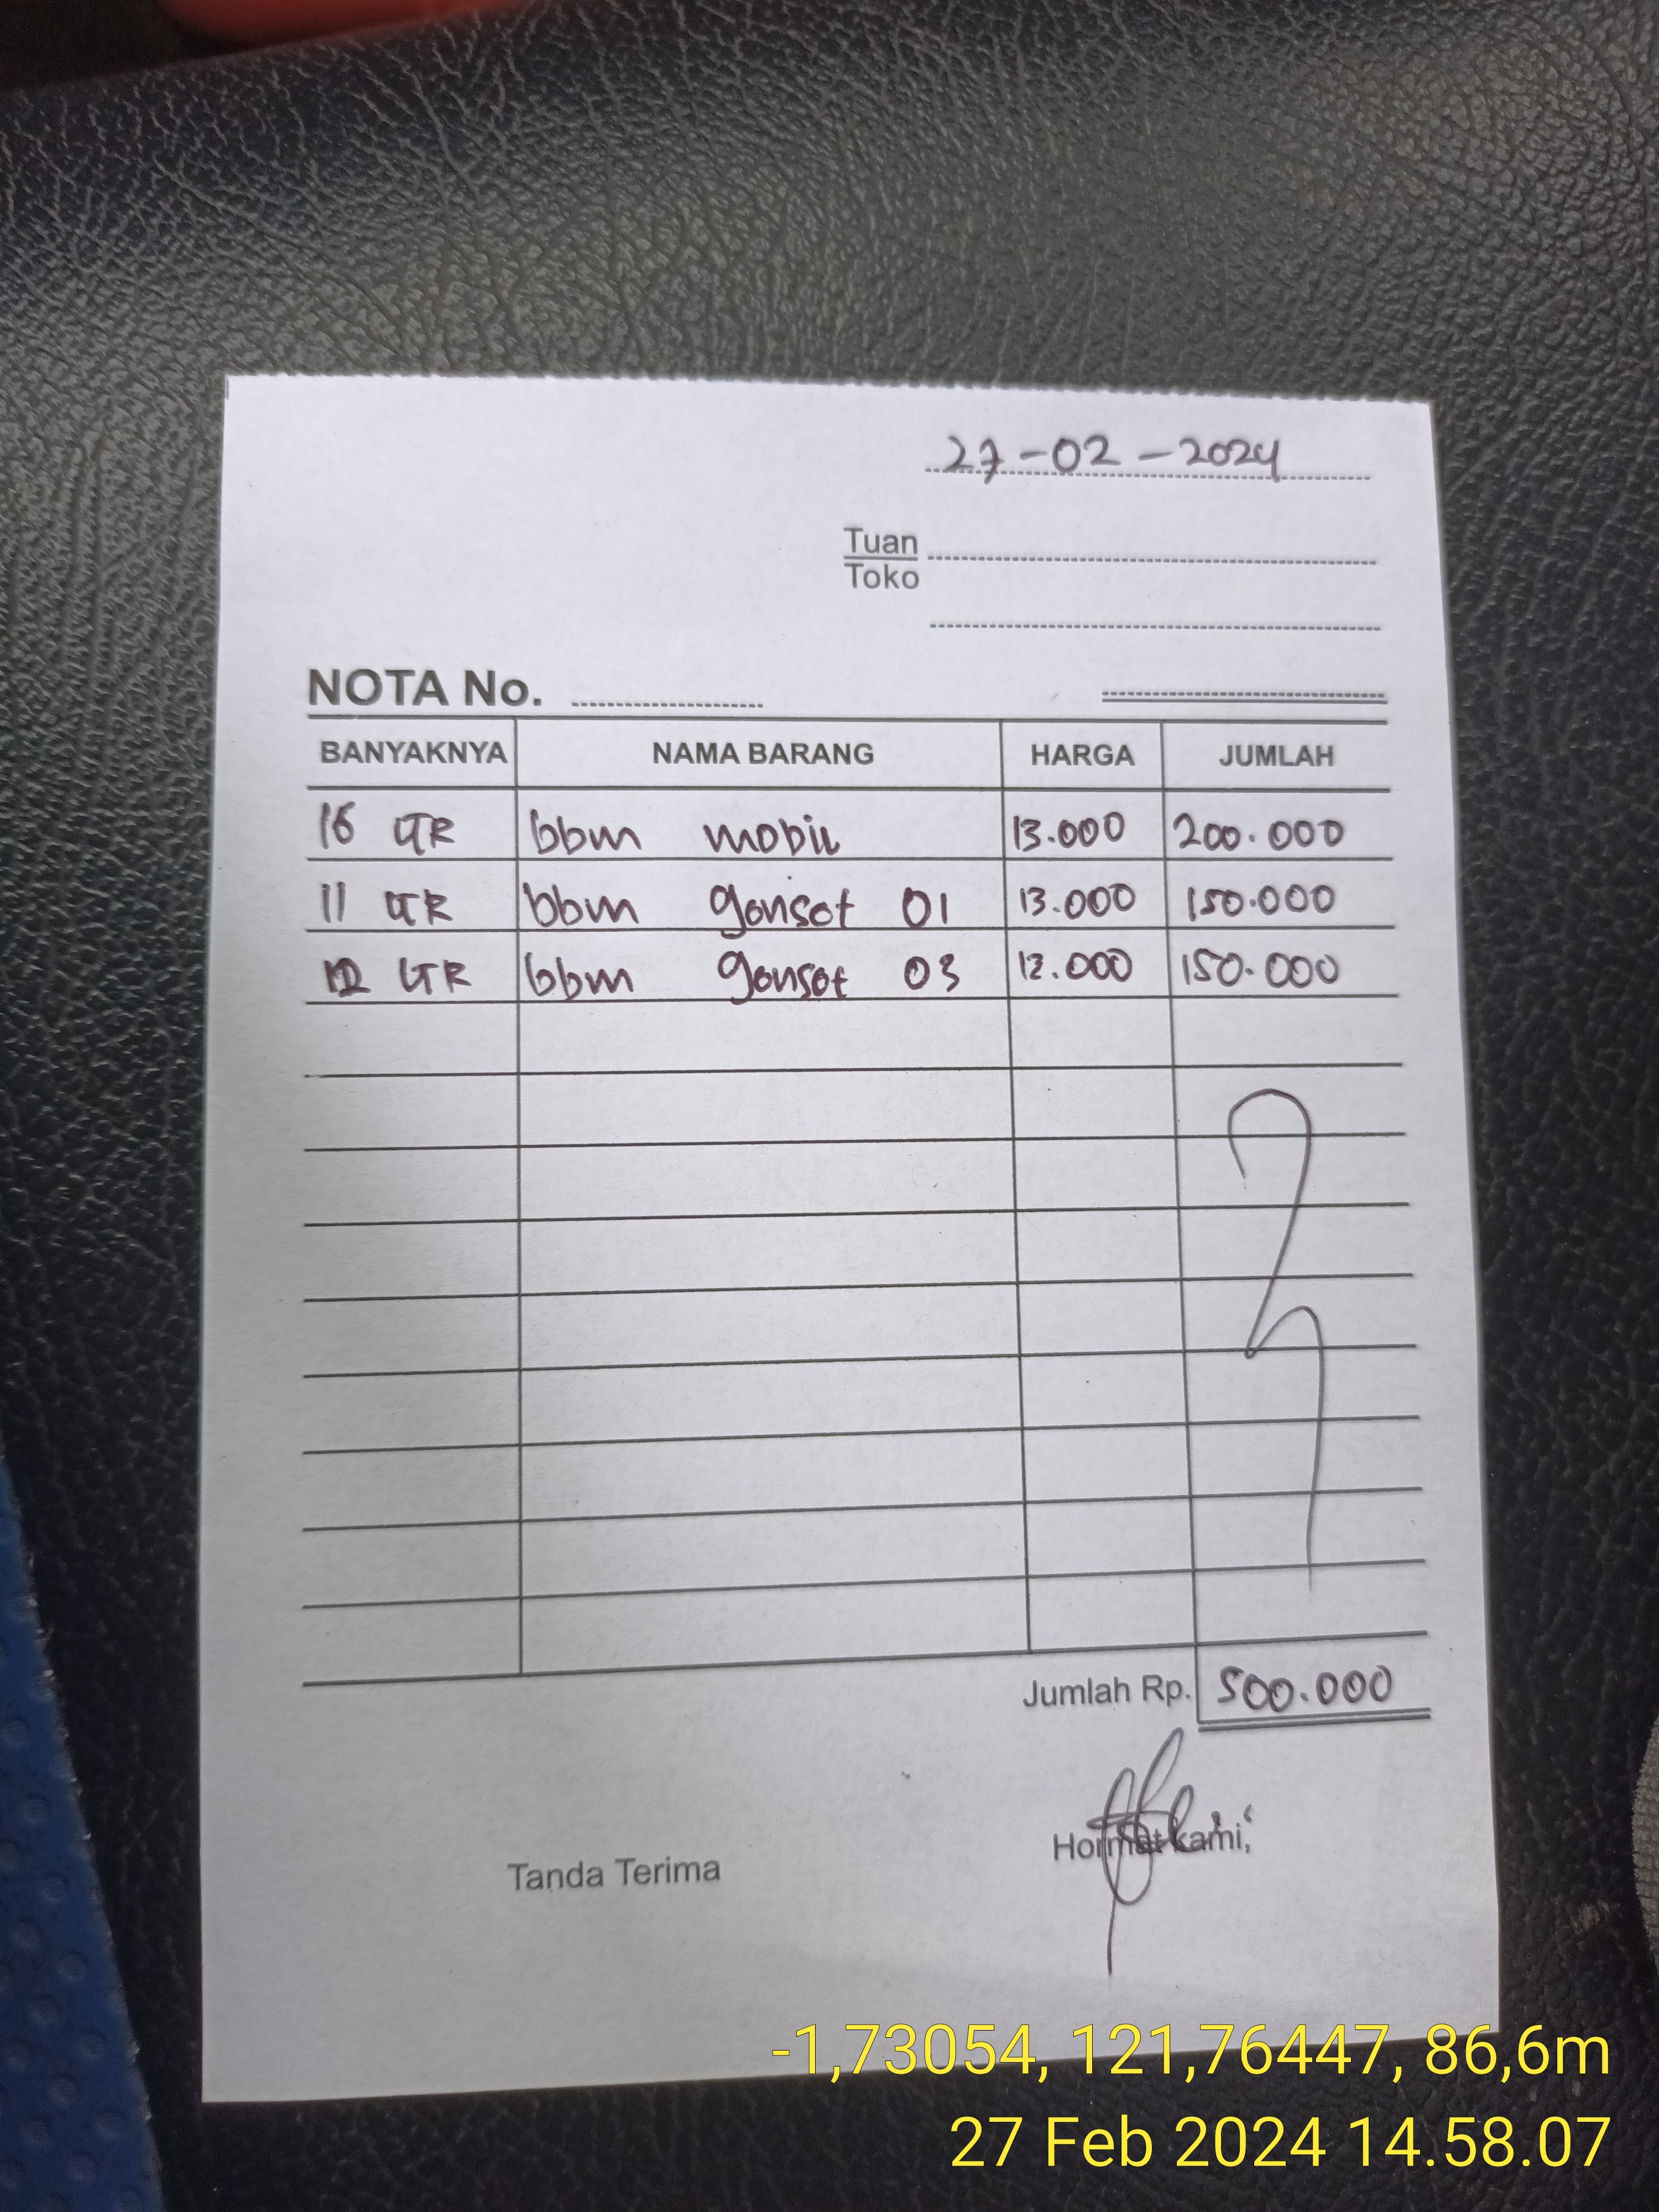 27-02-2024
Tuan
Toko
NOTA No.
BANYAKNYA NAMA BARANG HARGA JUMLAH
16 LTR bbm mobil 13.000 200.000
11 LTR bbm genset 01 13.000 150.000
12 LTR bbm genset 03 13.000 150.000
Jumlah Rp. 500.000
Tanda Terima
Hormat kami,
-1,73054, 121,76447, 86,6m
27 Feb 2024 14.58.07